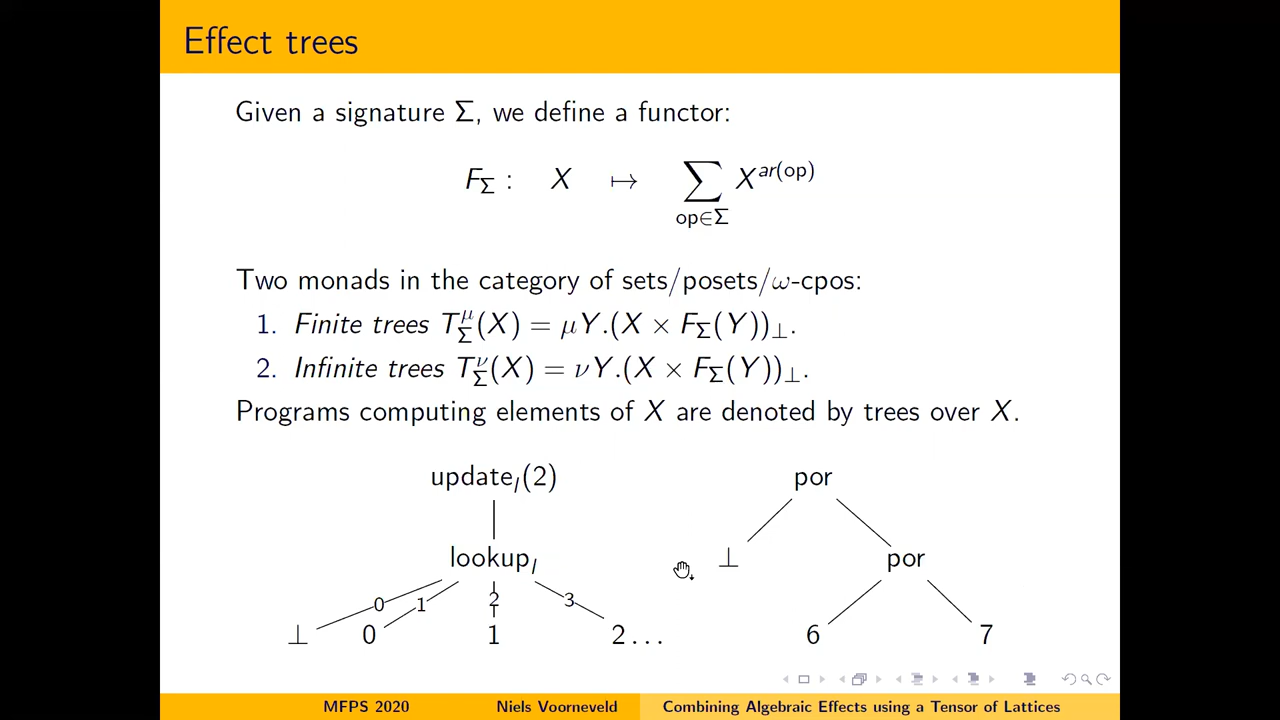 Effect trees
Given a signature Σ, we define a functor:
F_Σ : X ↦ ∑_{op∈Σ} X^{ar(op)}
Two monads in the category of sets/posets/ω-cpos:
1. Finite trees T_Σ^μ(X) = μY.(X × F_Σ(Y))_⊥.
2. Infinite trees T_Σ^ν(X) = νY.(X × F_Σ(Y))_⊥.
Programs computing elements of X are denoted by trees over X.
update_l(2) por
lookup_l ⊥ por
0 1 2 3
⊥ 0 1 2... 6 7
MFPS 2020 Niels Voorneveld Combining Algebraic Effects using a Tensor of Lattices